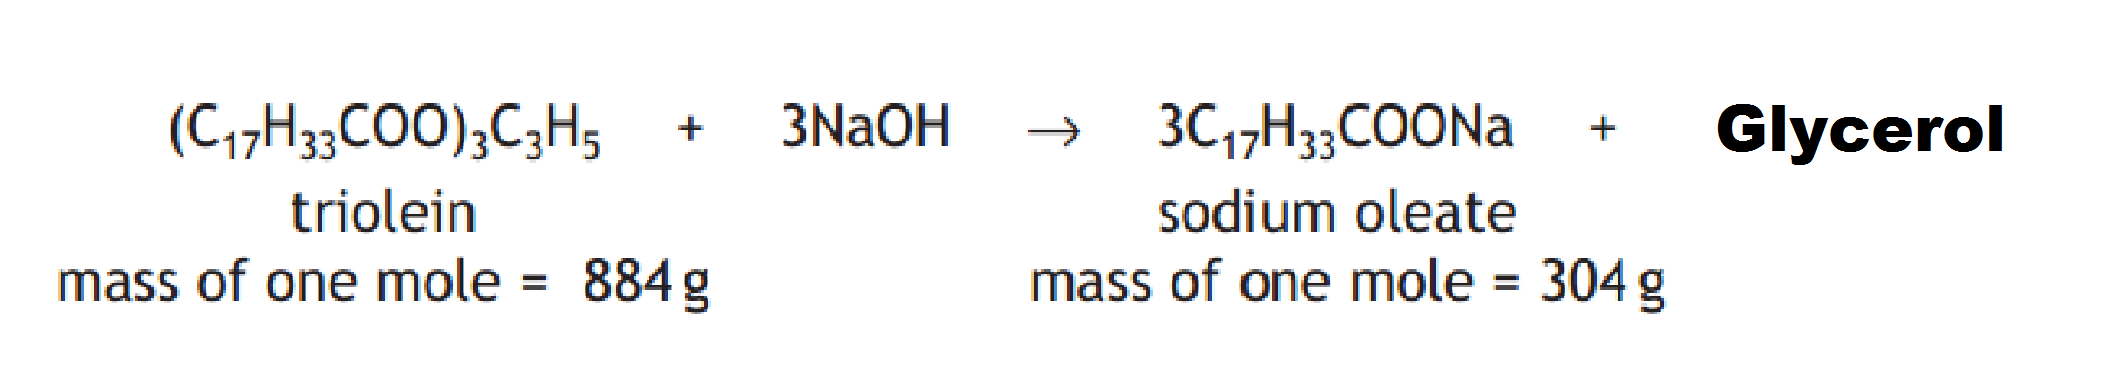 (C₁₇H₃₃COO)₃C₃H₅ + 3NaOH → 3C₁₇H₃₃COONa + Glycerol
triolein sodium oleate
mass of one mole = 884 g mass of one mole = 304 g